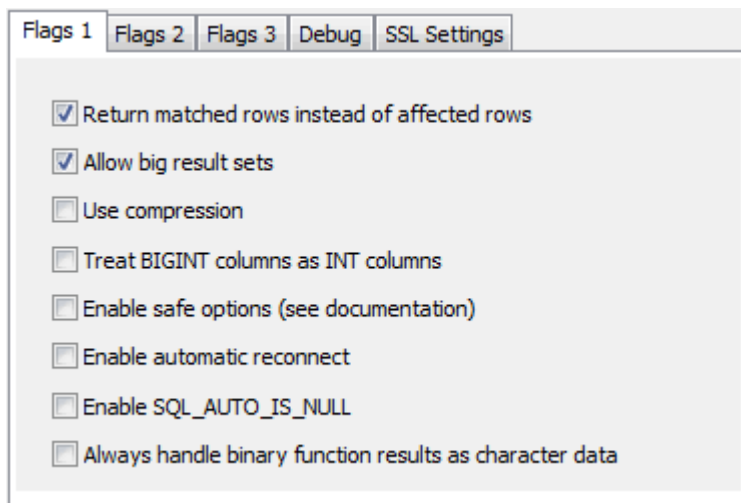 Flags 1 Flags 2 Flags 3 Debug SSL Settings
Return matched rows instead of affected rows
Allow big result sets
Use compression
Treat BIGINT columns as INT columns
Enable safe options (see documentation)
Enable automatic reconnect
Enable SQL_AUTO_IS_NULL
Always handle binary function results as character data